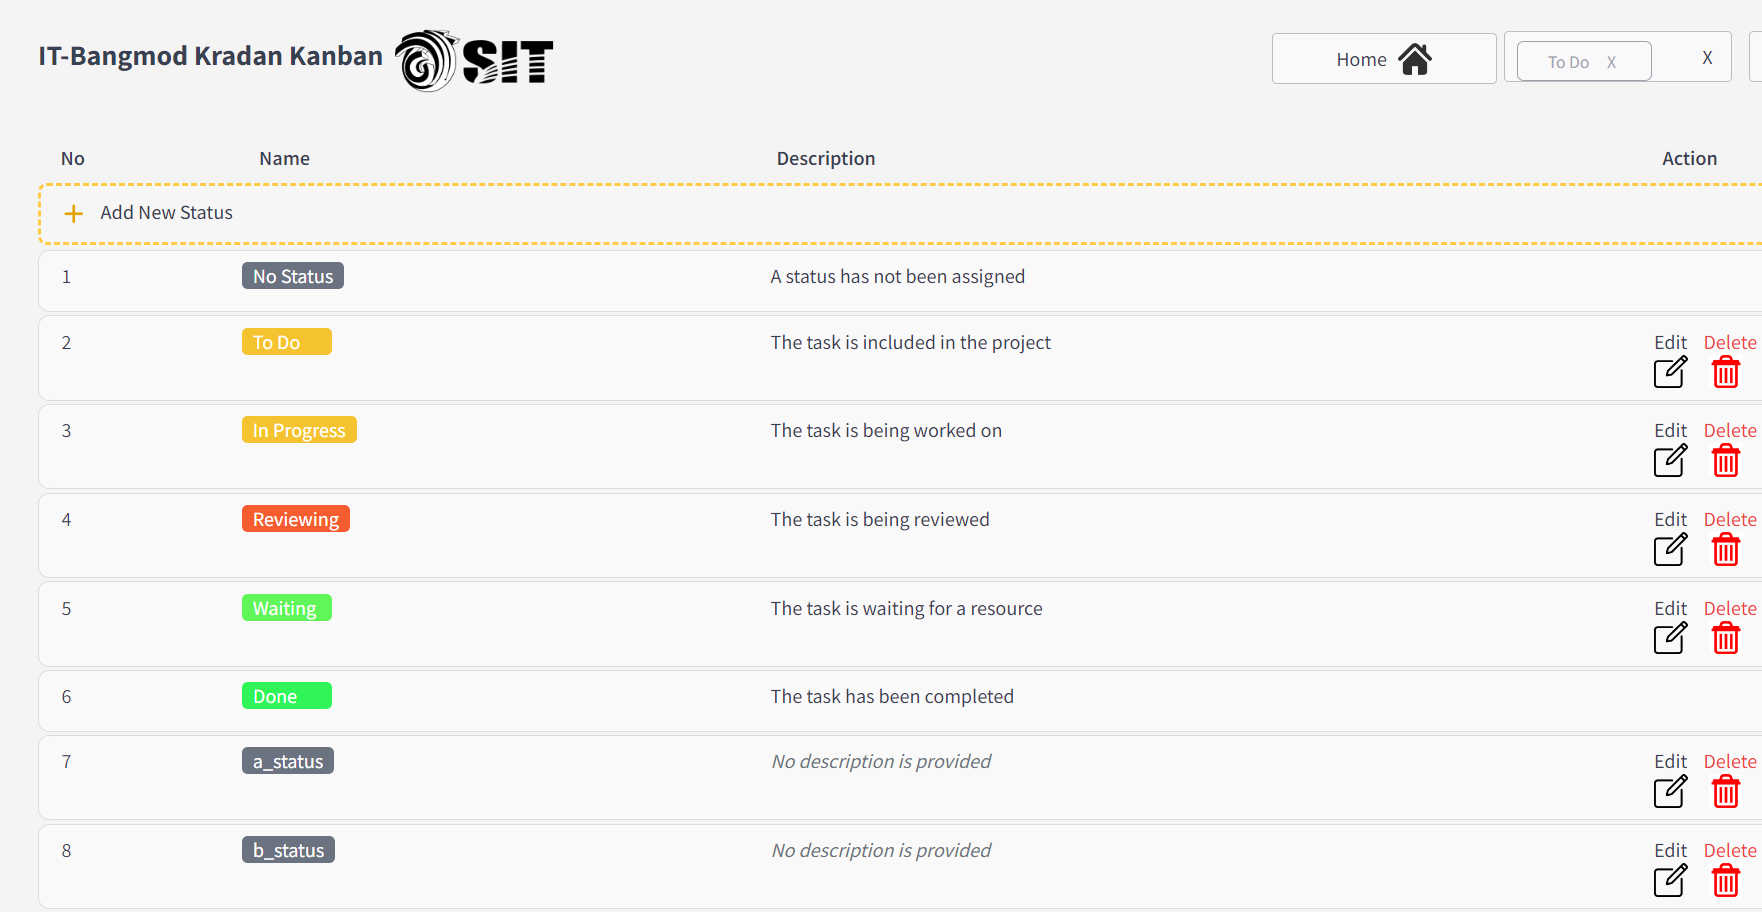 IT-Bangmod Kradan Kanban SIT Home To Do X X
No Name Description Action
+ Add New Status
1 No Status A status has not been assigned
2 To Do The task is included in the project Edit Delete
3 In Progress The task is being worked on Edit Delete
4 Reviewing The task is being reviewed Edit Delete
5 Waiting The task is waiting for a resource Edit Delete
6 Done The task has been completed
7 a_status No description is provided Edit Delete
8 b_status No description is provided Edit Delete